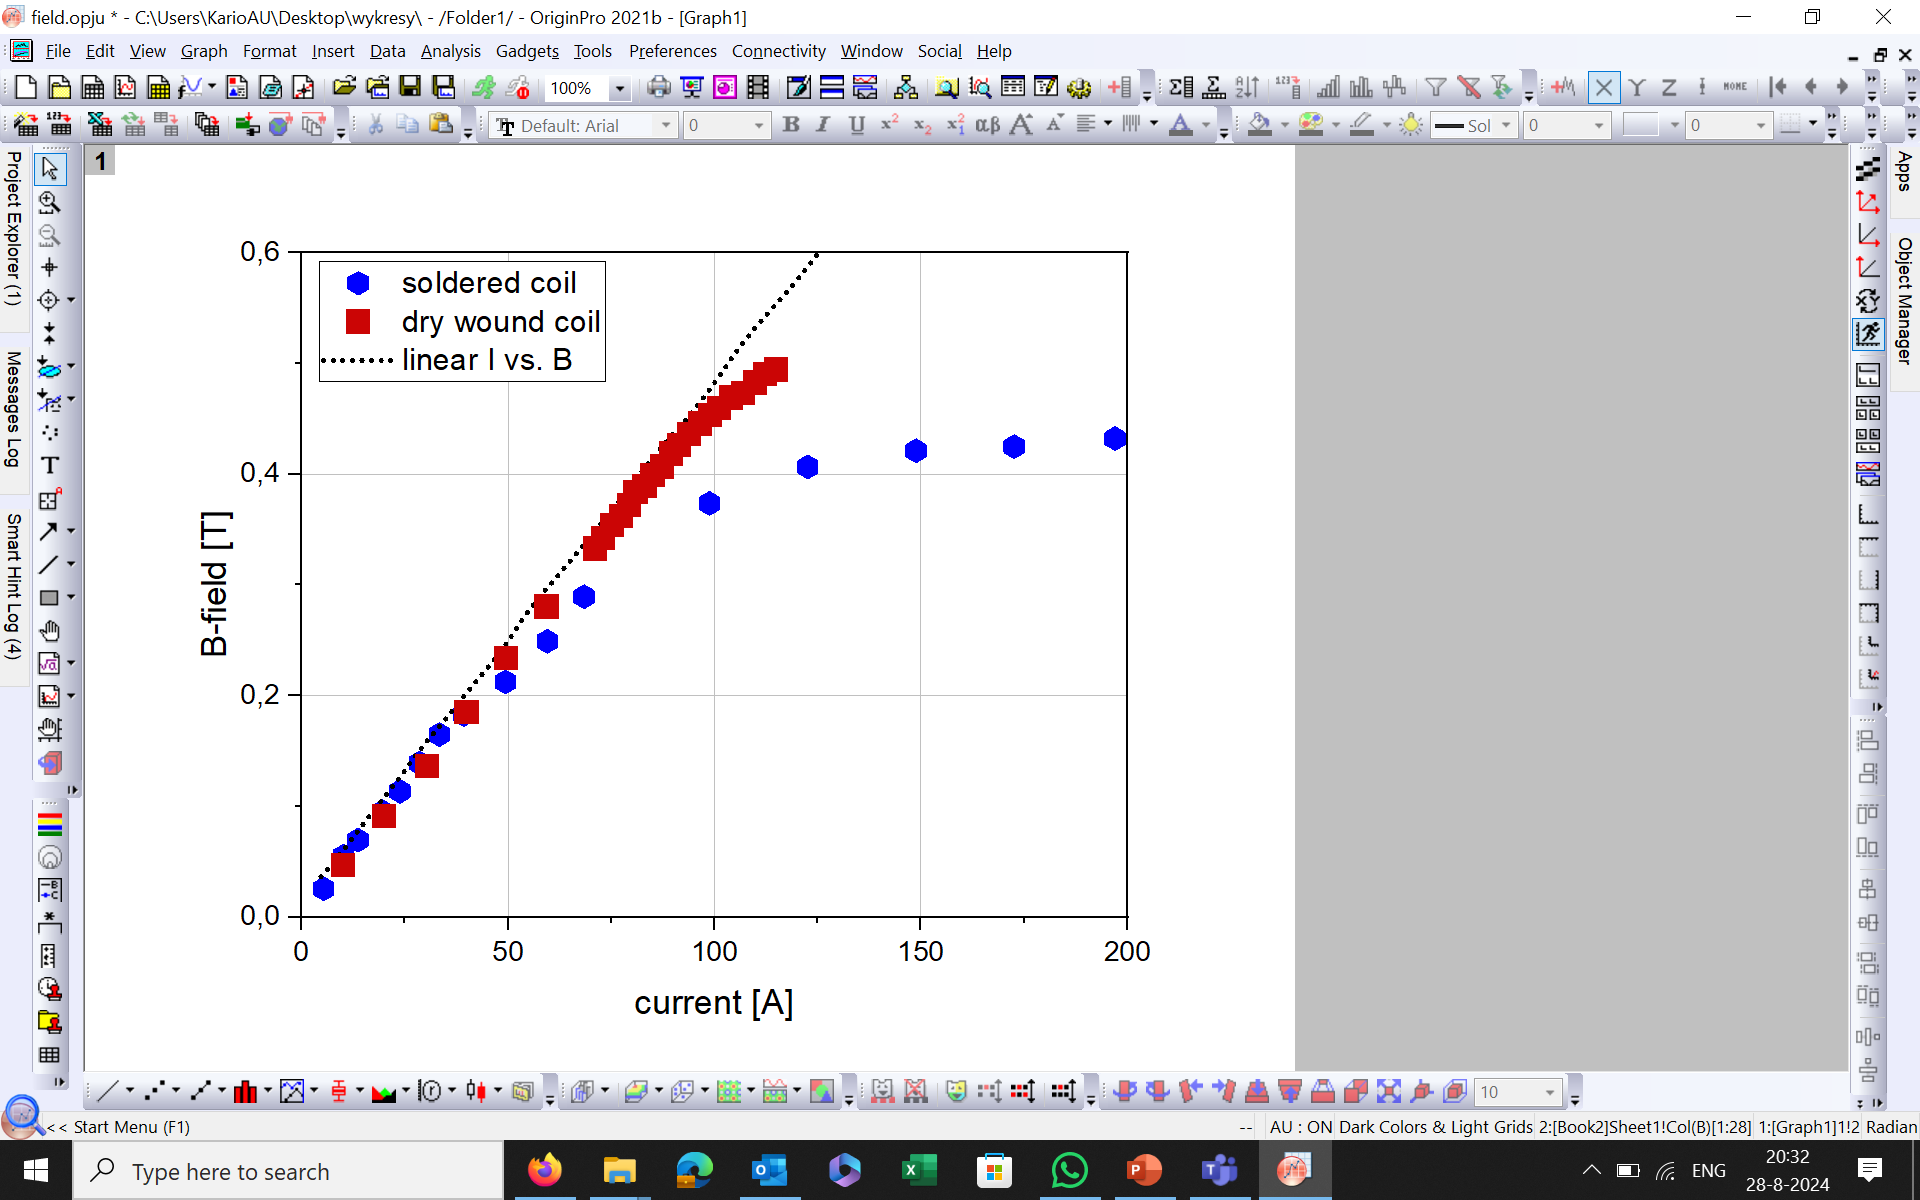 field.opju * - C:\Users\KarioAU\Desktop\wykresy\ - /Folder1/ - OriginPro 2021b - [Graph1]
File Edit View Graph Format Insert Data Analysis Gadgets Tools Preferences Connectivity Window Social Help
100%
X Y Z HOME
Default: Arial 0 B I U x² x₂ αβ A A A Sol 0 0
Project Explorer (1)
Messages Log
Smart Hint Log (4)
Apps
Object Manager
1
soldered coil
dry wound coil
linear I vs. B
0,6
0,4
0,2
0,0
B-field [T]
0 50 100 150 200
current [A]
10
<< Start Menu (F1)
-- AU : ON Dark Colors & Light Grids 2:[Book2]Sheet1!Col(B)[1:28] 1:[Graph1]1!2 Radian
Type here to search
ENG
20:32
28-8-2024